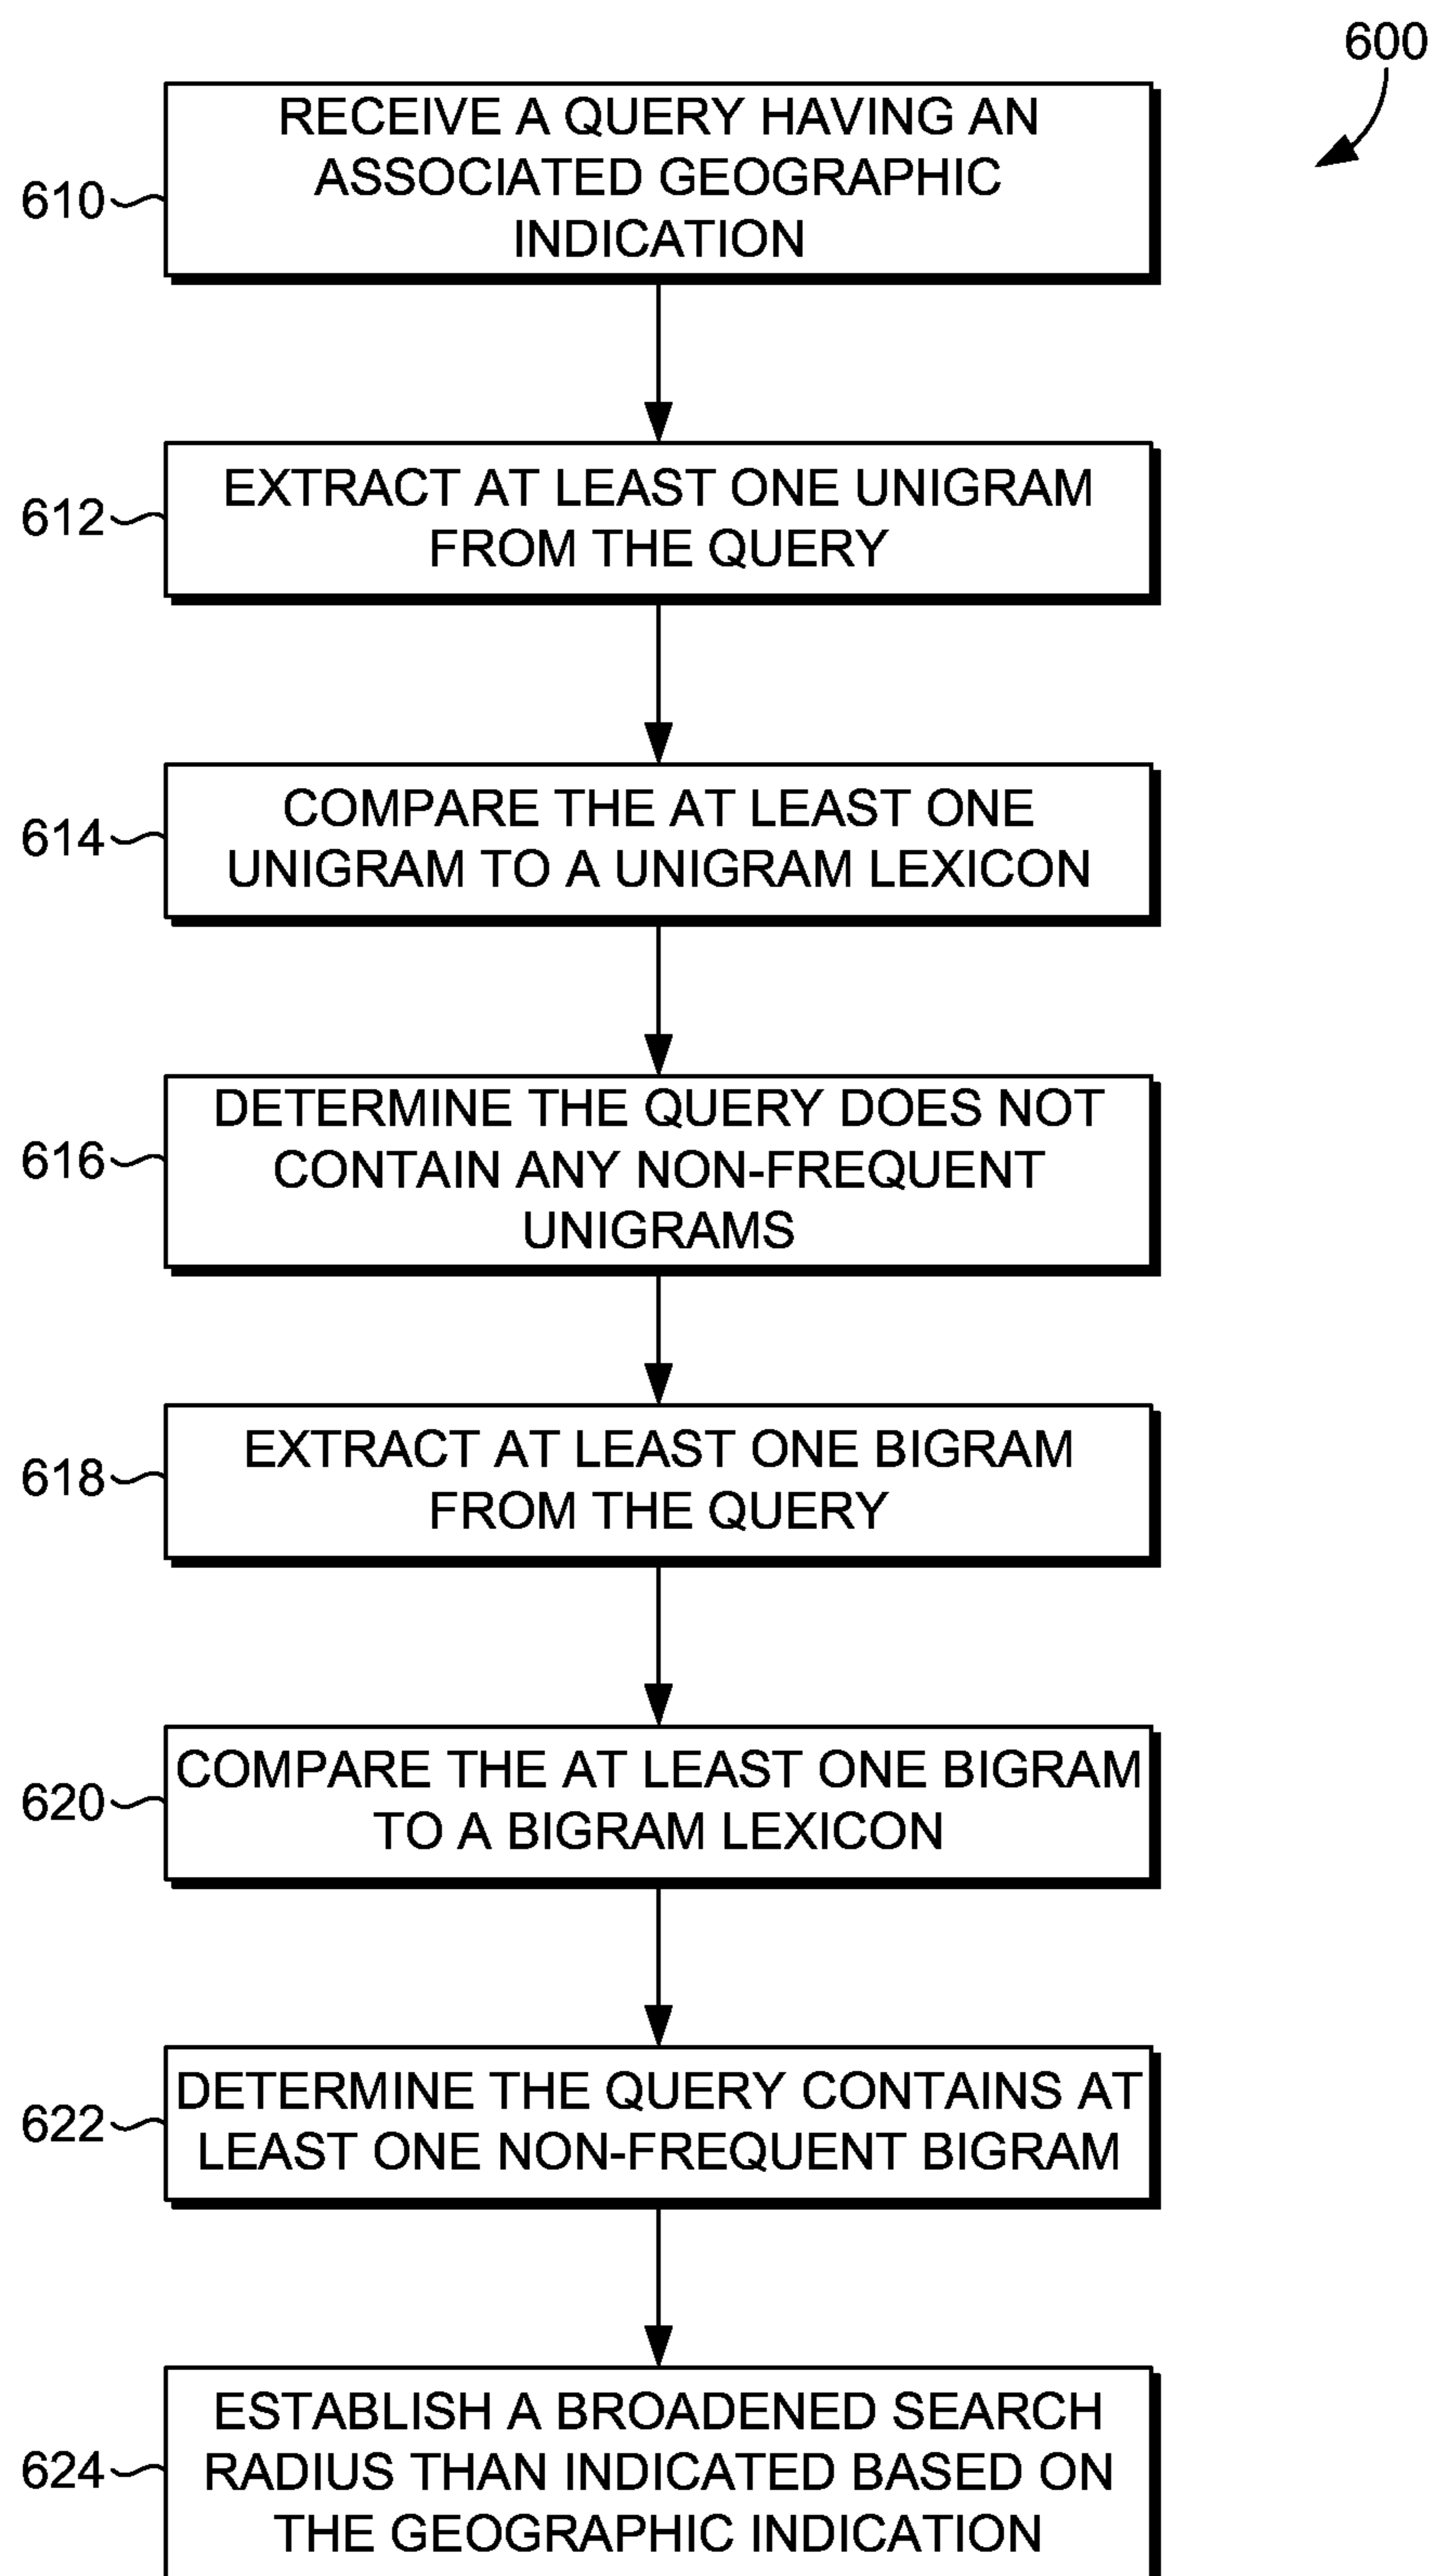 600
RECEIVE A QUERY HAVING AN
ASSOCIATED GEOGRAPHIC
INDICATION
610
EXTRACT AT LEAST ONE UNIGRAM
FROM THE QUERY
612
COMPARE THE AT LEAST ONE
UNIGRAM TO A UNIGRAM LEXICON
614
DETERMINE THE QUERY DOES NOT
CONTAIN ANY NON-FREQUENT
UNIGRAMS
616
EXTRACT AT LEAST ONE BIGRAM
FROM THE QUERY
618
COMPARE THE AT LEAST ONE BIGRAM
TO A BIGRAM LEXICON
620
DETERMINE THE QUERY CONTAINS AT
LEAST ONE NON-FREQUENT BIGRAM
622
ESTABLISH A BROADENED SEARCH
RADIUS THAN INDICATED BASED ON
THE GEOGRAPHIC INDICATION
624